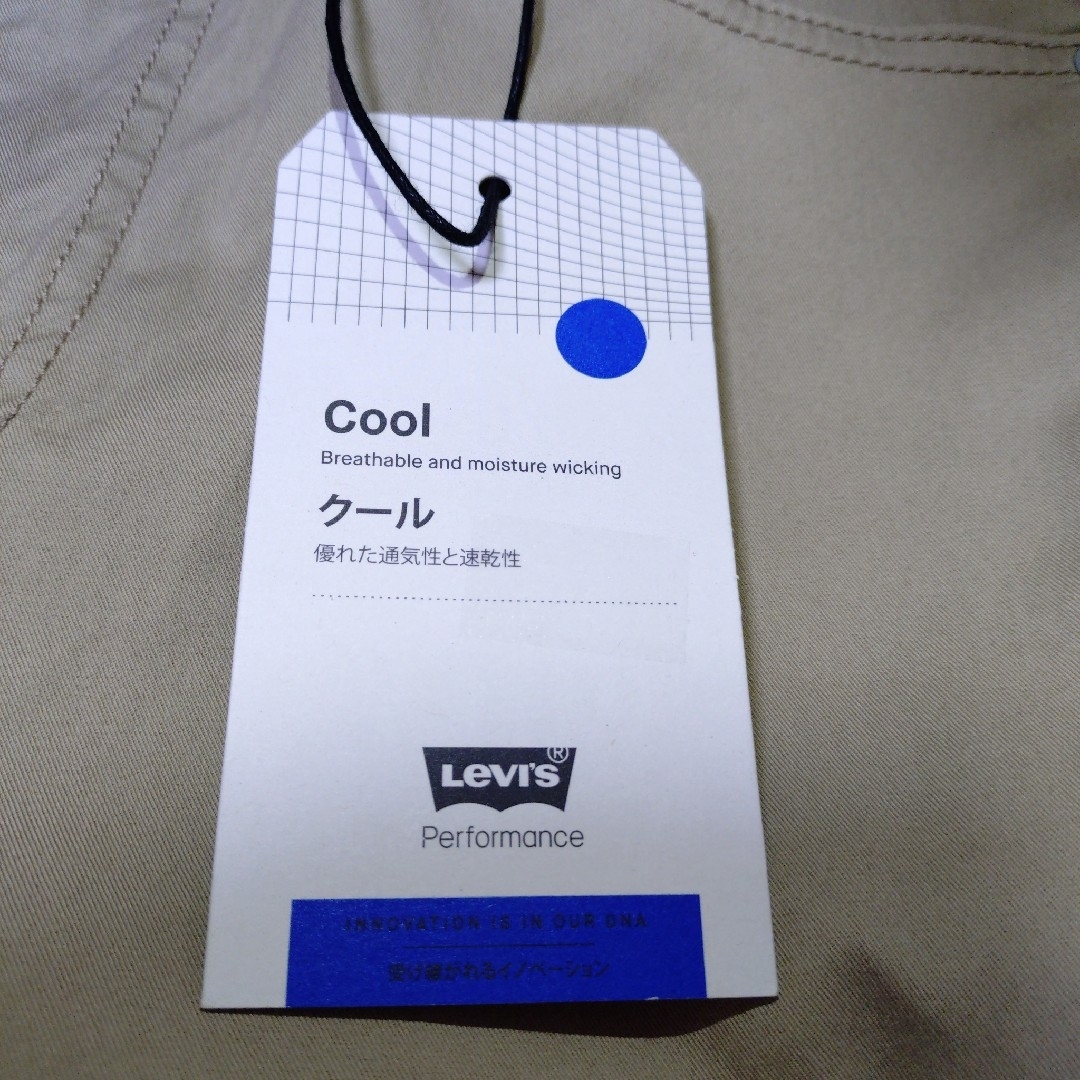 Cool
Breathable and moisture wicking
クール
優れた通気性と速乾性
LEVI'S®
Performance
INNOVATION IS IN OUR DNA
受け継がれるイノベーション